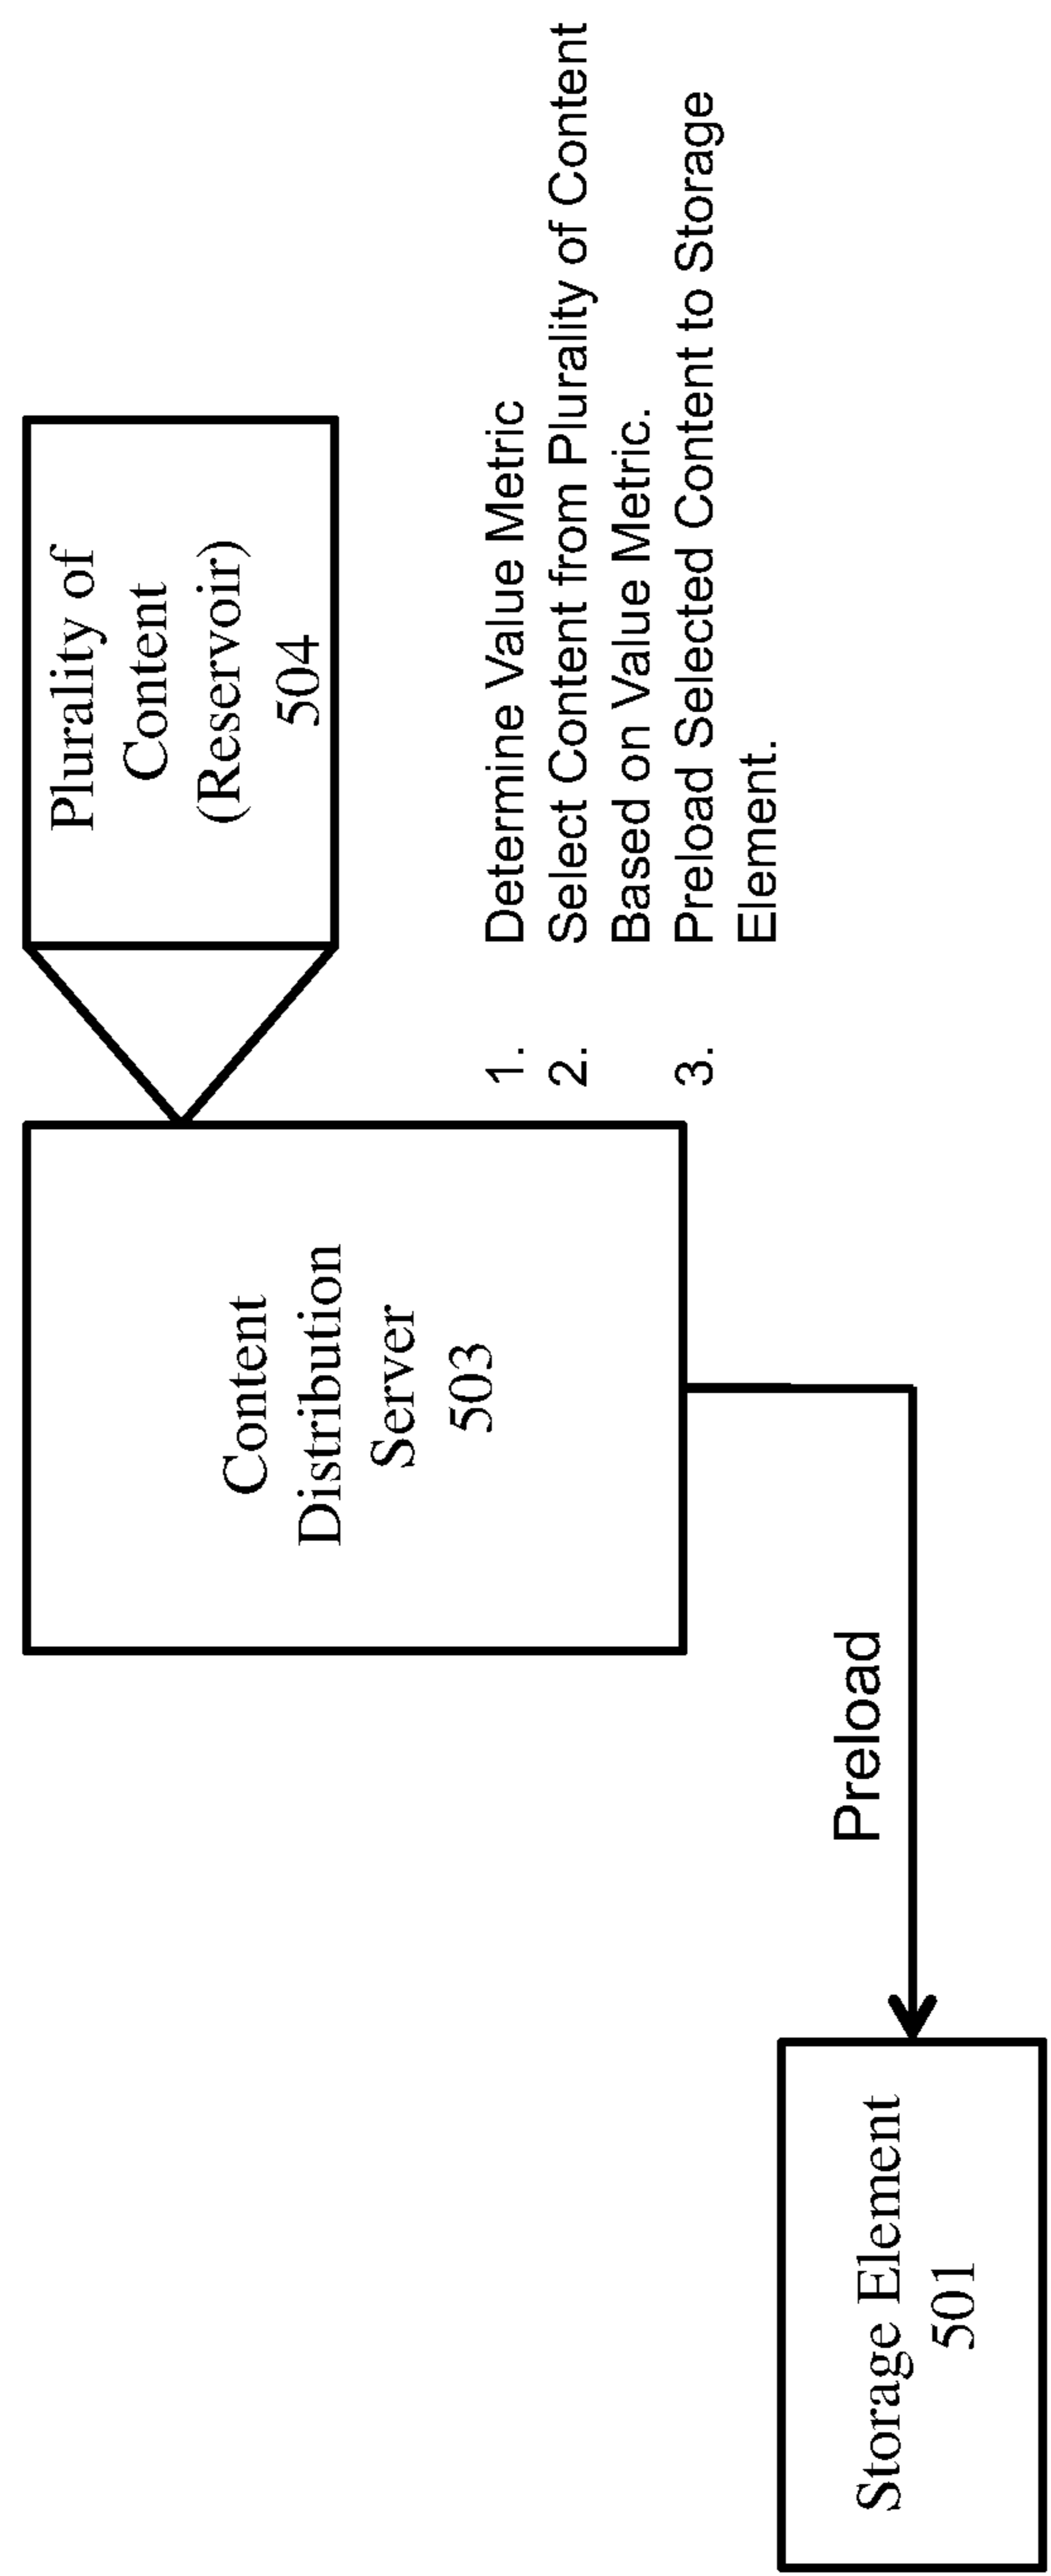 Plurality of
Content
(Reservoir)
504
Content
Distribution
Server
503
1. Determine Value Metric
2. Select Content from Plurality of Content
Based on Value Metric.
3. Preload Selected Content to Storage
Element.
Preload
Storage Element
501